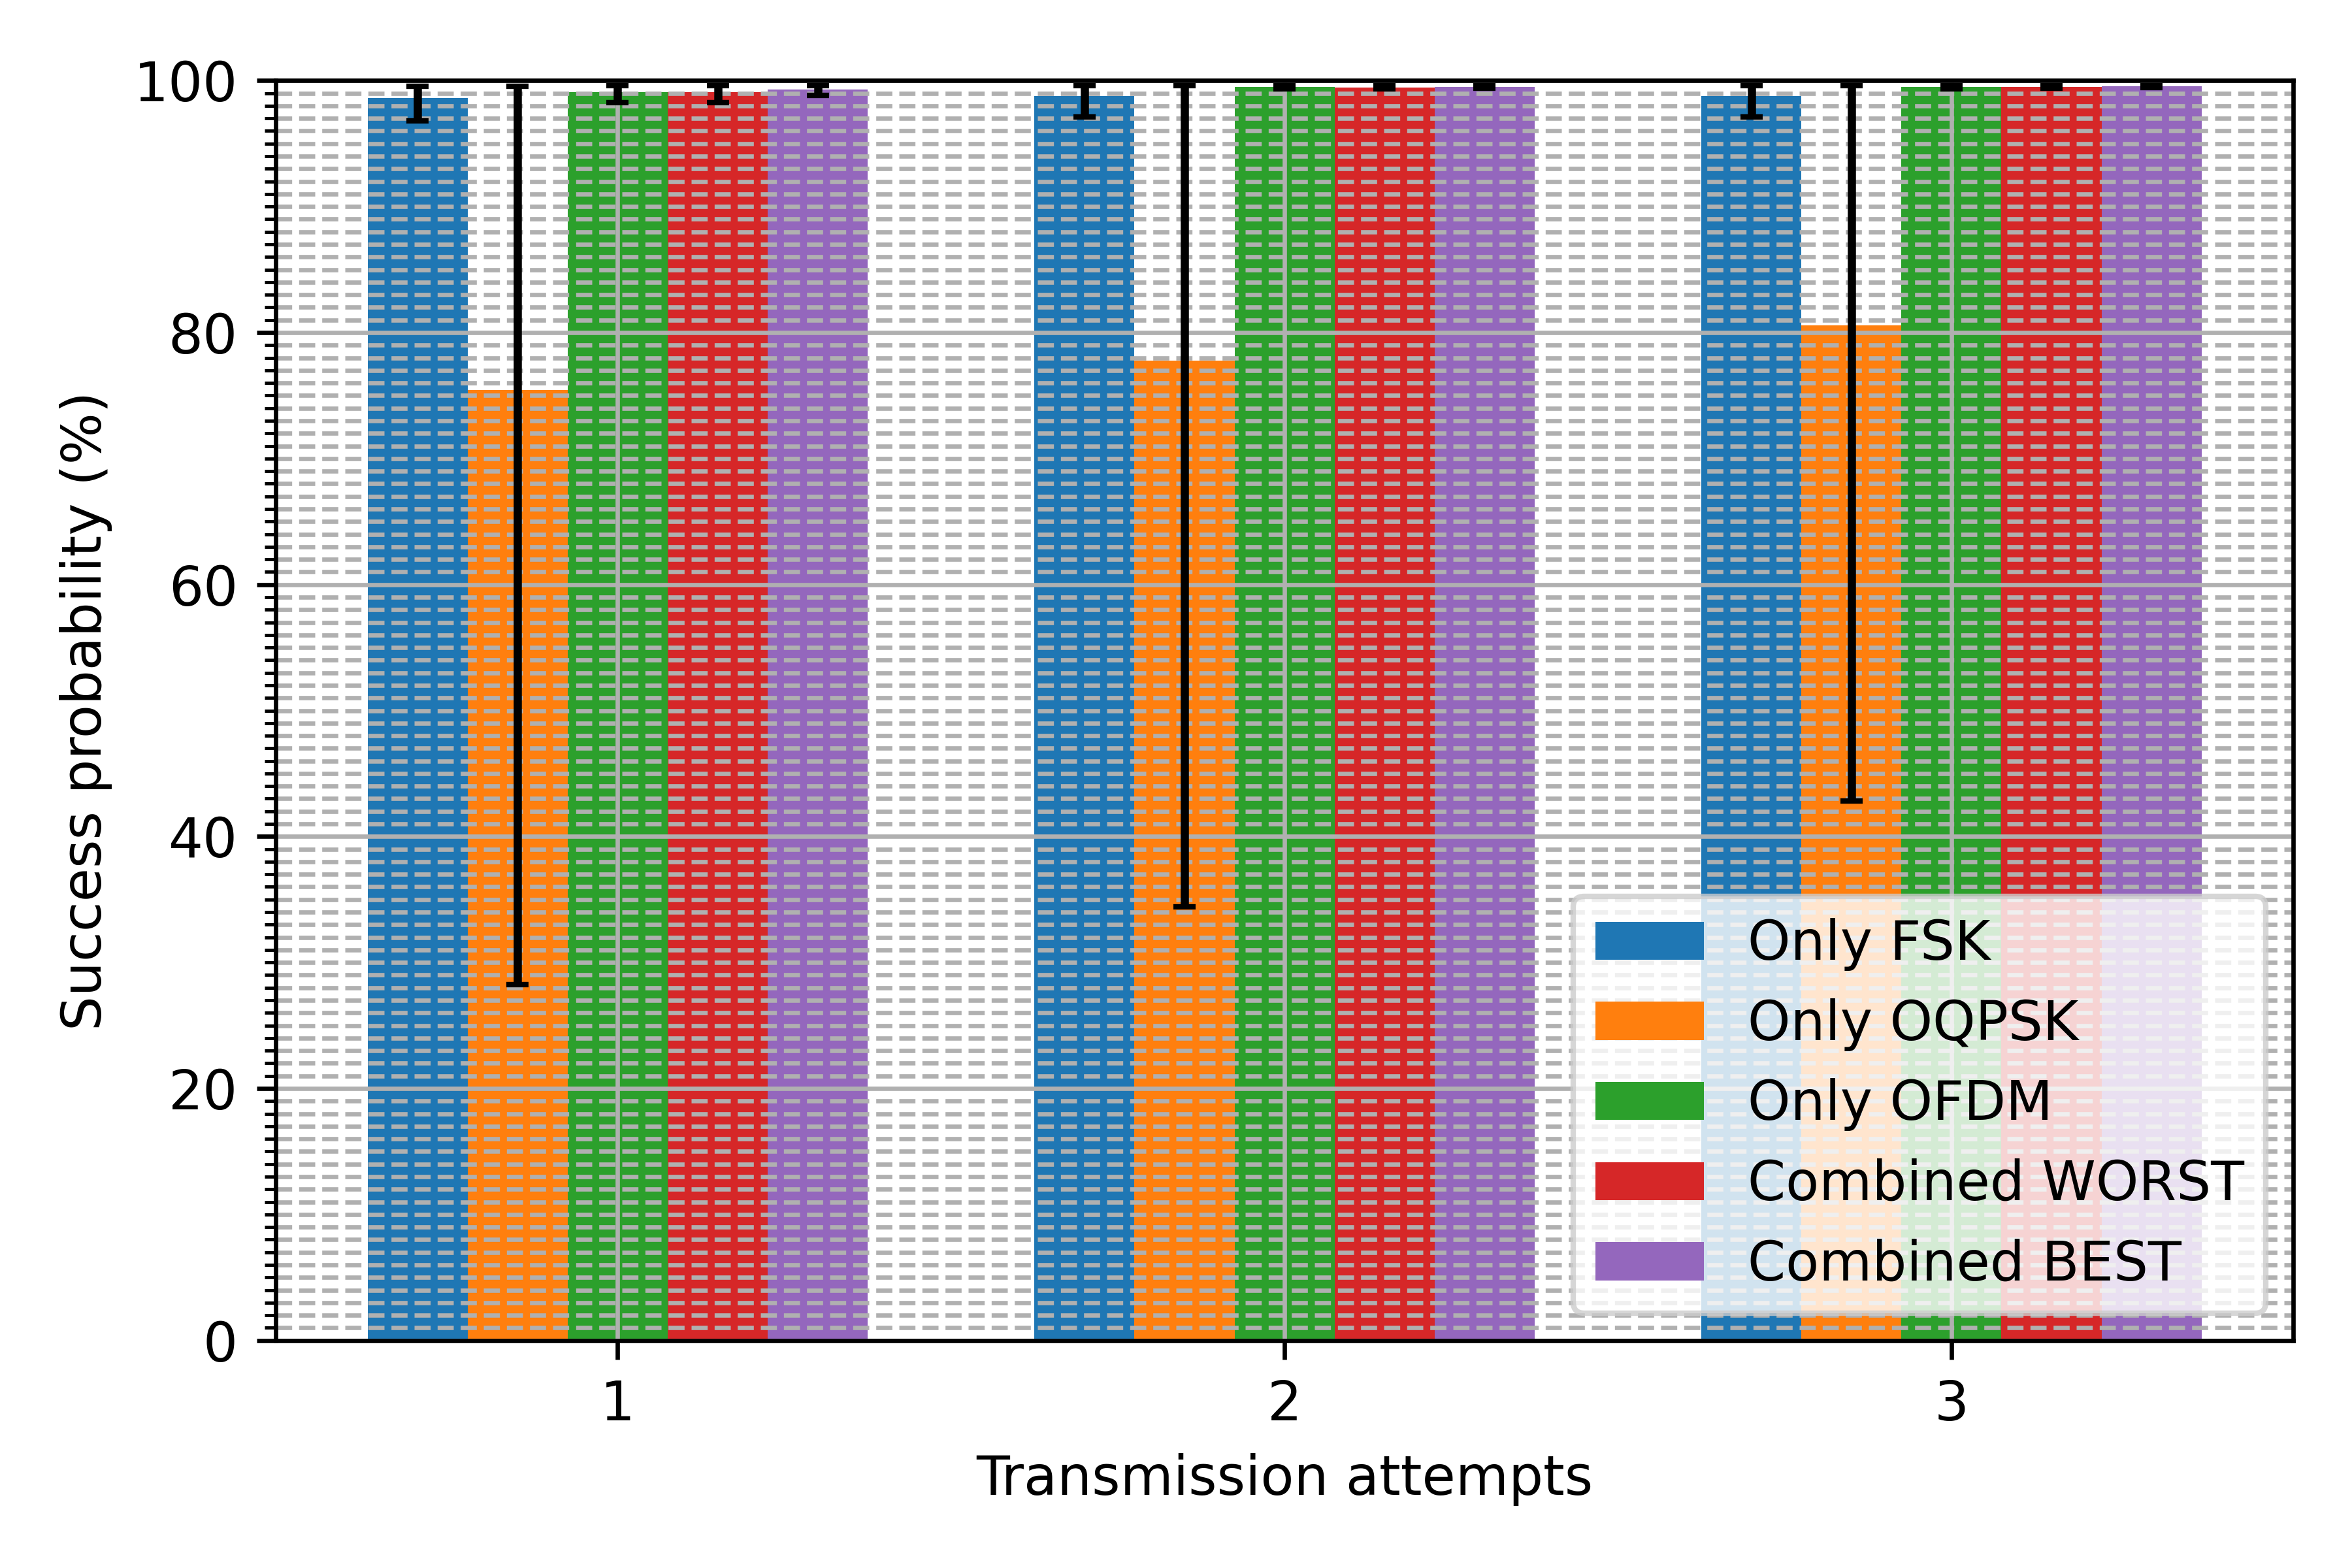 100
80
60
40
20
0
Success probability (%)
1 2 3
Transmission attempts
Only FSK
Only OQPSK
Only OFDM
Combined WORST
Combined BEST